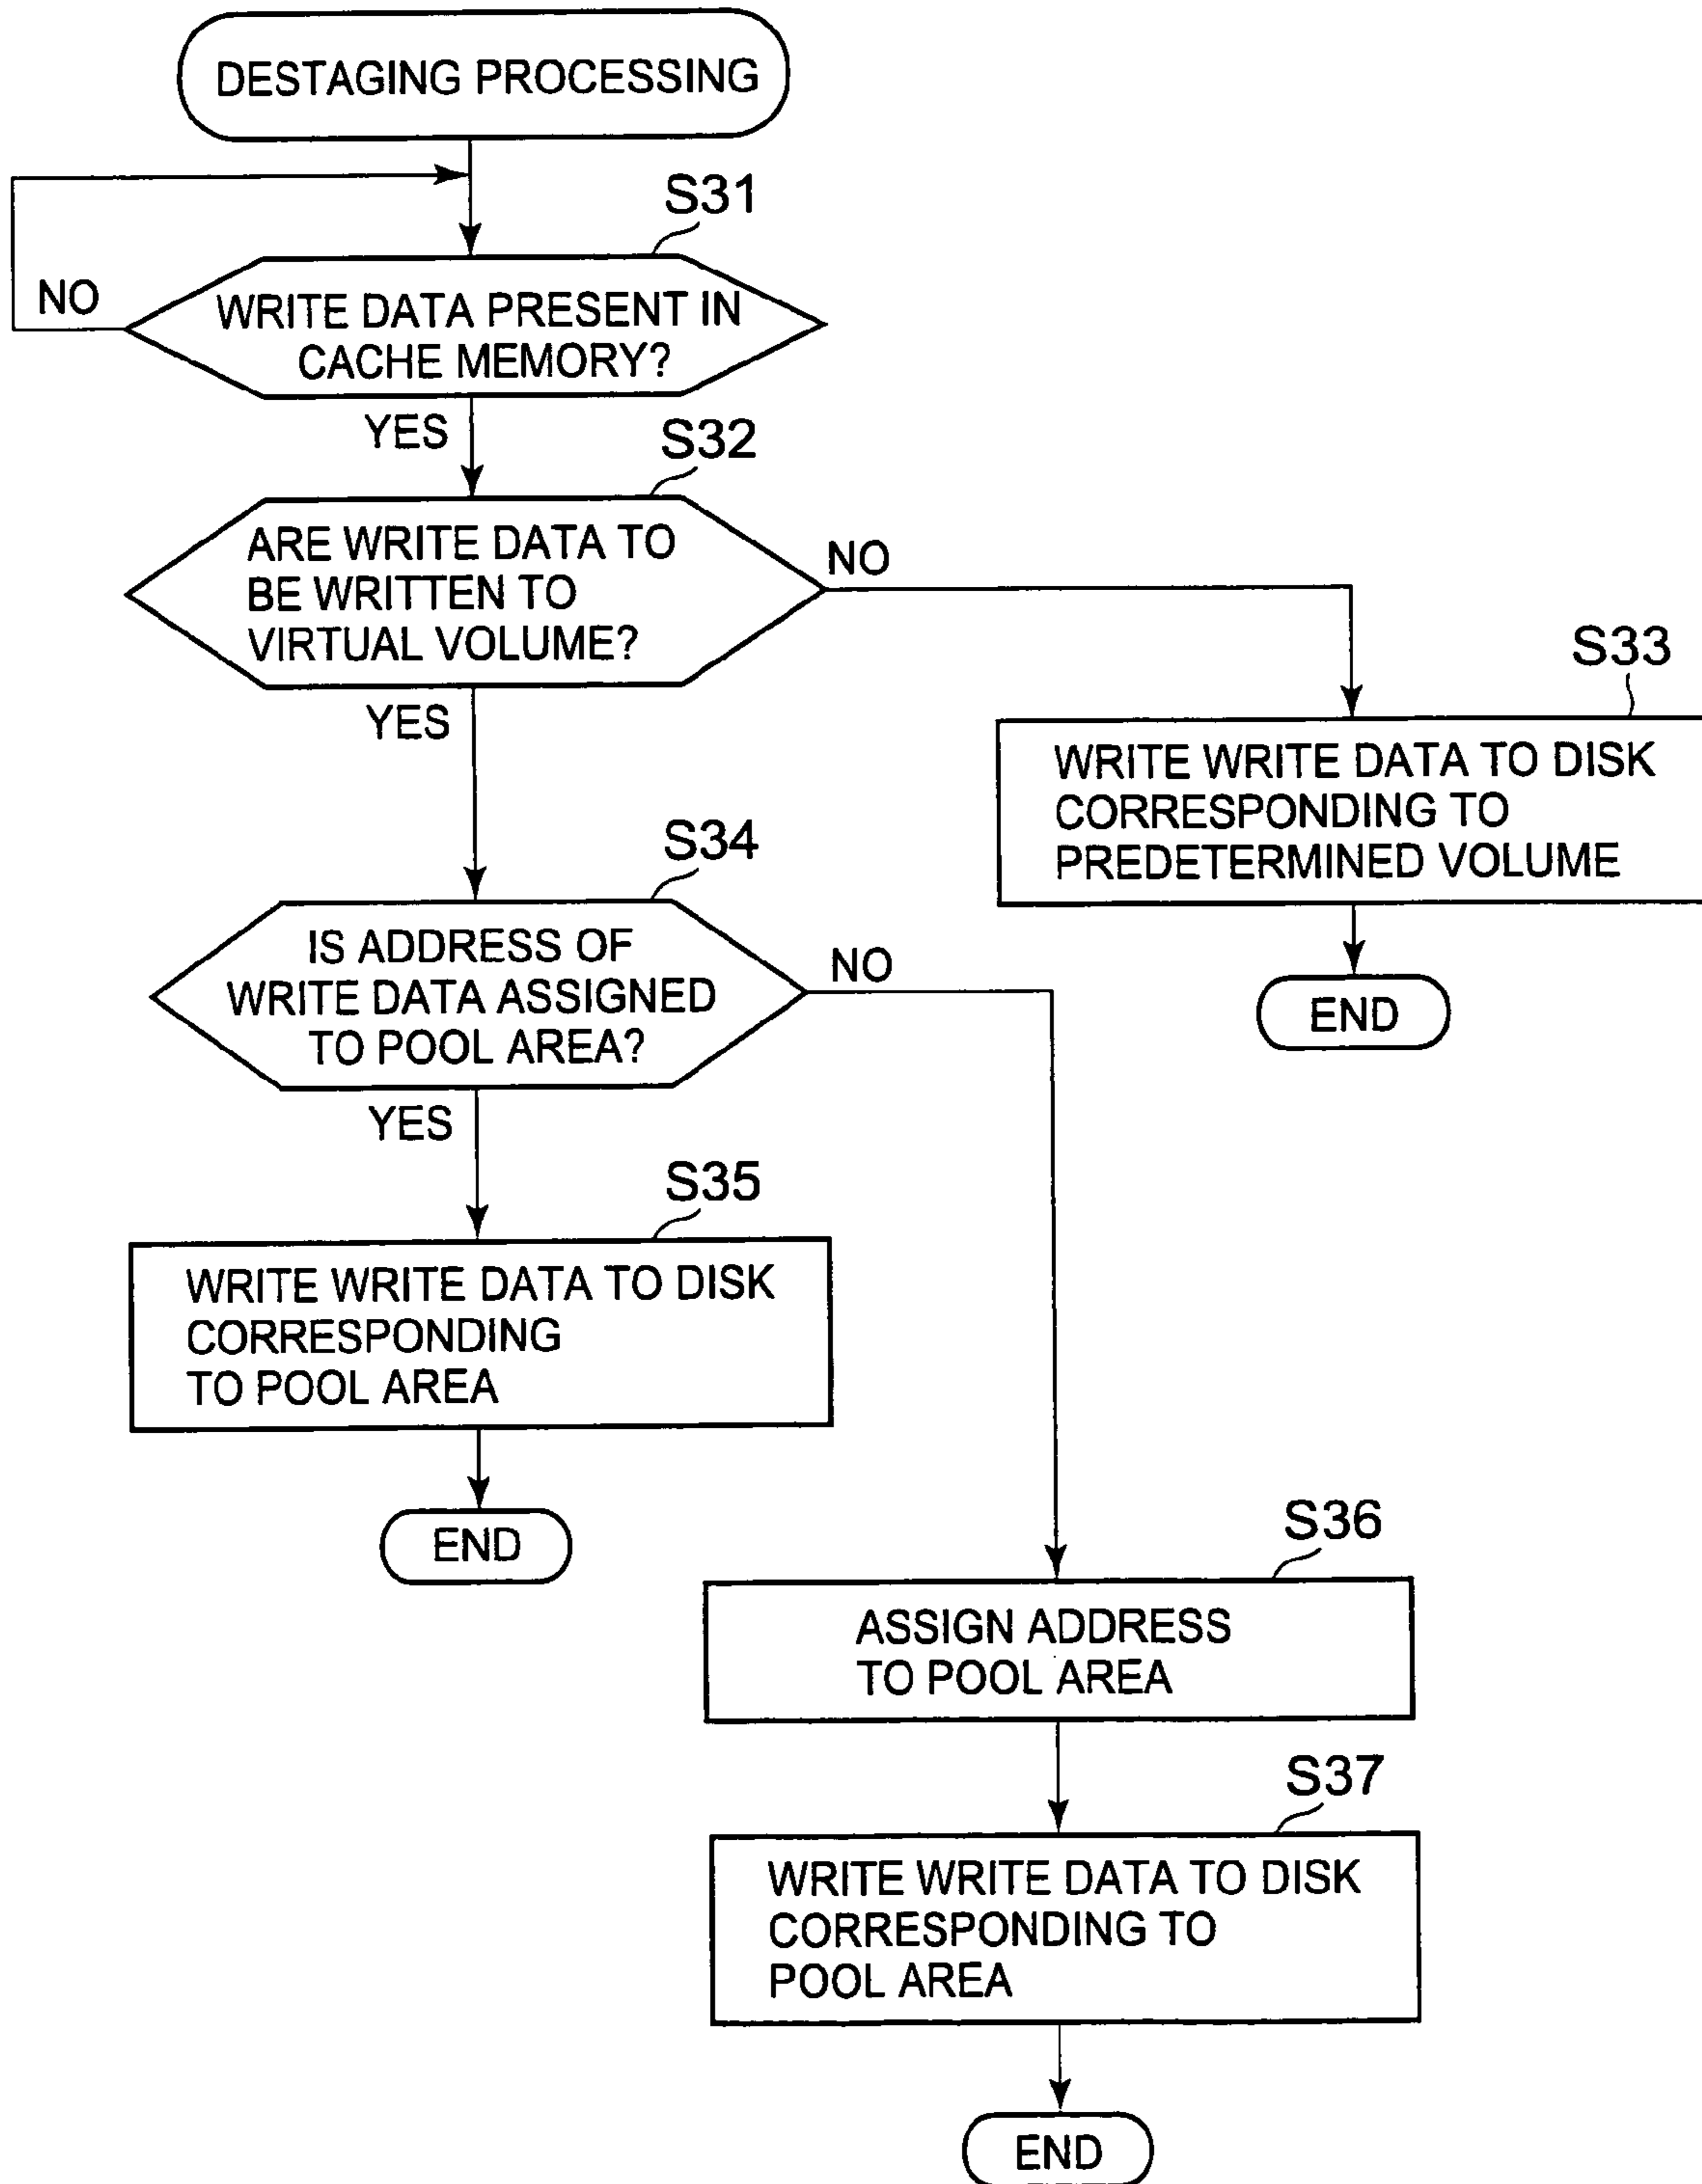 DESTAGING PROCESSING
S31
NO
WRITE DATA PRESENT IN
CACHE MEMORY?
YES
S32
ARE WRITE DATA TO
BE WRITTEN TO
VIRTUAL VOLUME?
NO
YES
S33
WRITE WRITE DATA TO DISK
CORRESPONDING TO
PREDETERMINED VOLUME
END
S34
IS ADDRESS OF
WRITE DATA ASSIGNED
TO POOL AREA?
NO
YES
S35
WRITE WRITE DATA TO DISK
CORRESPONDING
TO POOL AREA
END
S36
ASSIGN ADDRESS
TO POOL AREA
S37
WRITE WRITE DATA TO DISK
CORRESPONDING TO
POOL AREA
END